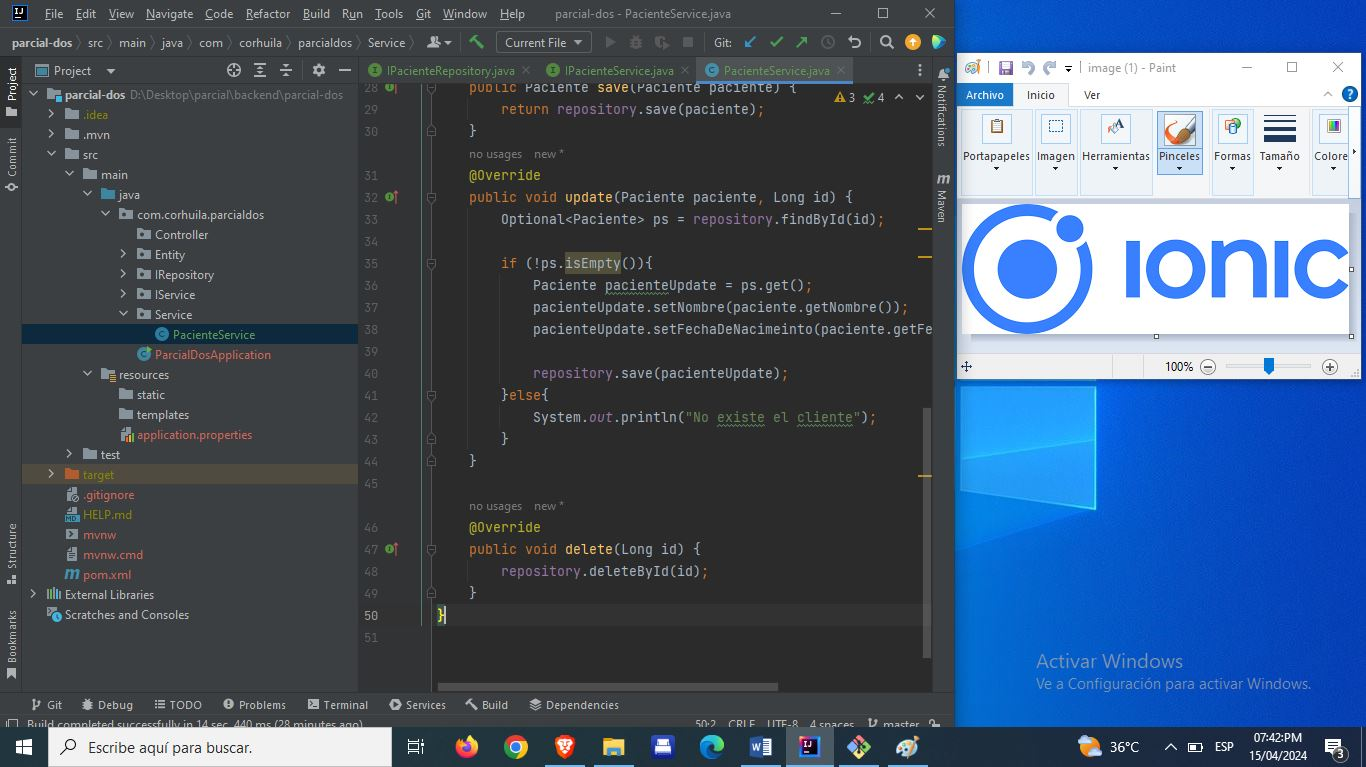 File Edit View Navigate Code Refactor Build Run Tools Git Window Help parcial-dos - PacienteService.java
parcial-dos src main java com corhuila parcialdos Service Current File Git:
Project
IPacienteRepository.java IPacienteService.java PacienteService.java
Project
Commit
Structure
Bookmarks
parcial-dos D:\Desktop\parcial\backend\parcial-dos
.idea
.mvn
src
main
java
com.corhuila.parcialdos
Controller
Entity
IRepository
IService
Service
PacienteService
ParcialDosApplication
resources
static
templates
application.properties
test
target
.gitignore
HELP.md
mvnw
mvnw.cmd
pom.xml
External Libraries
Scratches and Consoles
3 4
28 public Paciente save(Paciente paciente) {
29 return repository.save(paciente);
30 }
no usages new *
31 @Override
32 public void update(Paciente paciente, Long id) {
33 Optional<Paciente> ps = repository.findById(id);
34
35 if (!ps.isEmpty()){
36 Paciente pacienteUpdate = ps.get();
37 pacienteUpdate.setNombre(paciente.getNombre());
38 pacienteUpdate.setFechaDeNacimeinto(paciente.getFe
39
40 repository.save(pacienteUpdate);
41 }else{
42 System.out.println("No existe el cliente");
43 }
44 }
45
no usages new *
46 @Override
47 public void delete(Long id) {
48 repository.deleteById(id);
49 }
50 }
51
Notifications
m Maven
Git Debug TODO Problems Terminal Services Build Dependencies
Build completed successfully in 14 sec, 440 ms (28 minutes ago) 50:2 CRLF UTF-8 4 spaces master
image (1) - Paint
Archivo Inicio Ver
Portapapeles Imagen Herramientas Pinceles Formas Tamaño Colore
ionic
100%
Activar Windows
Ve a Configuración para activar Windows.
Escribe aquí para buscar.
36°C ESP 07:42:PM
15/04/2024
3